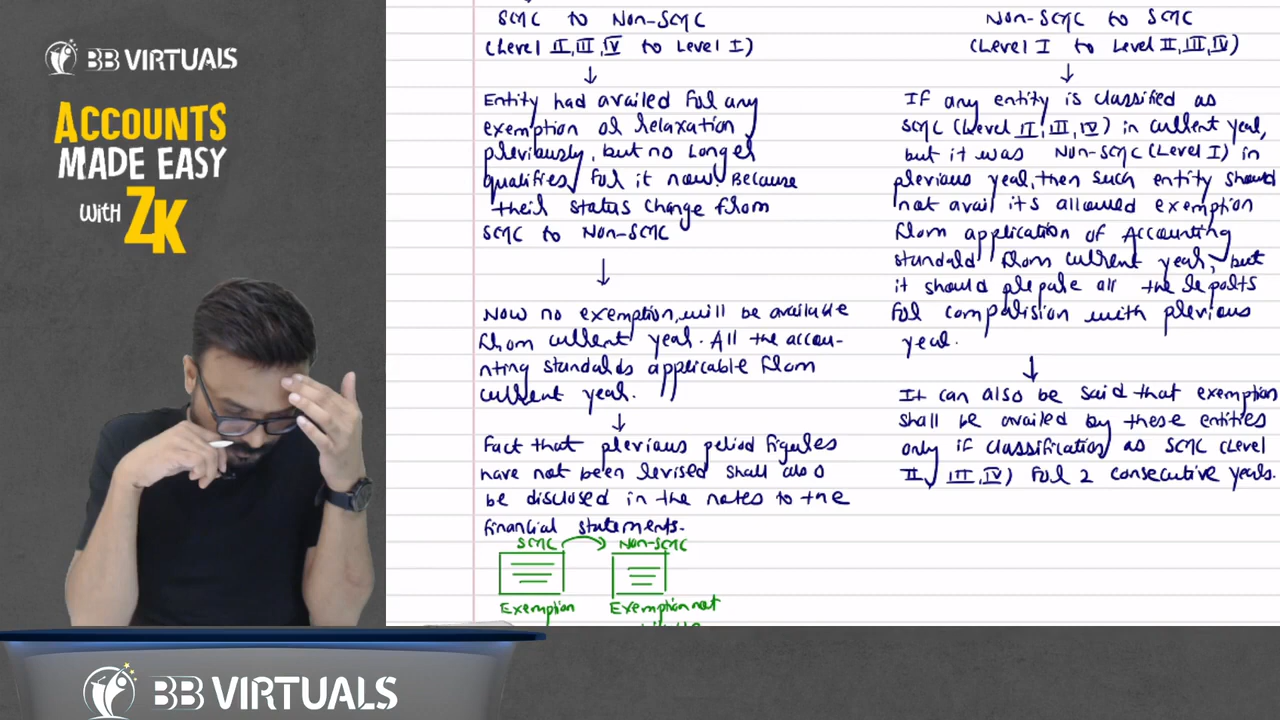 BB VIRTUALS
ACCOUNTS
MADE EASY
with ZK
SCMC to Non-SCMC
(Level II, III, IV to Level I)
↓
Entity had availed for any
exemption or relaxation
previously, but no longer
qualifies for it now. Because
their status change from
SMC to Non-SMC
↓
Now no exemption, will be available
from current year. All the accou-
nting standards applicable from
current year.
↓
Fact that previous period figures
have not been revised shall also
be disclosed in the notes to the
financial statements.
SMC Non-SMC
Exemption Exemption not
Non-SMC to SMC
(Level I to Level II, III, IV)
↓
If any entity is classified as
SMC (Level II, III, IV) in current year,
but it was Non-SMC (Level I) in
previous year, then such entity should
not avail its allowed exemption
from application of Accounting
standard from current year, but
it should prepare all the reports
for comparision with previous
year.
↓
It can also be said that exemption
shall be availed by these entities
only if classification as SMC (Level
II, III, IV) for 2 consecutive years.
BB VIRTUALS